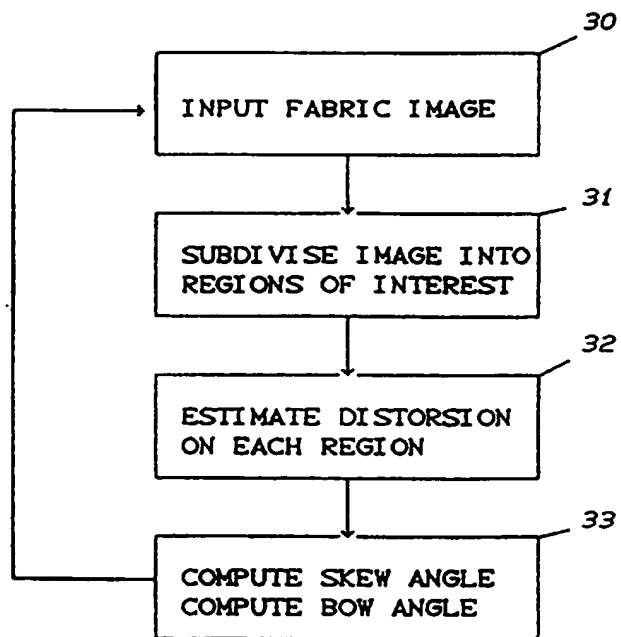 30
INPUT FABRIC IMAGE
31
SUBDIVISE IMAGE INTO
REGIONS OF INTEREST
32
ESTIMATE DISTORSION
ON EACH REGION
33
COMPUTE SKEW ANGLE
COMPUTE BOW ANGLE